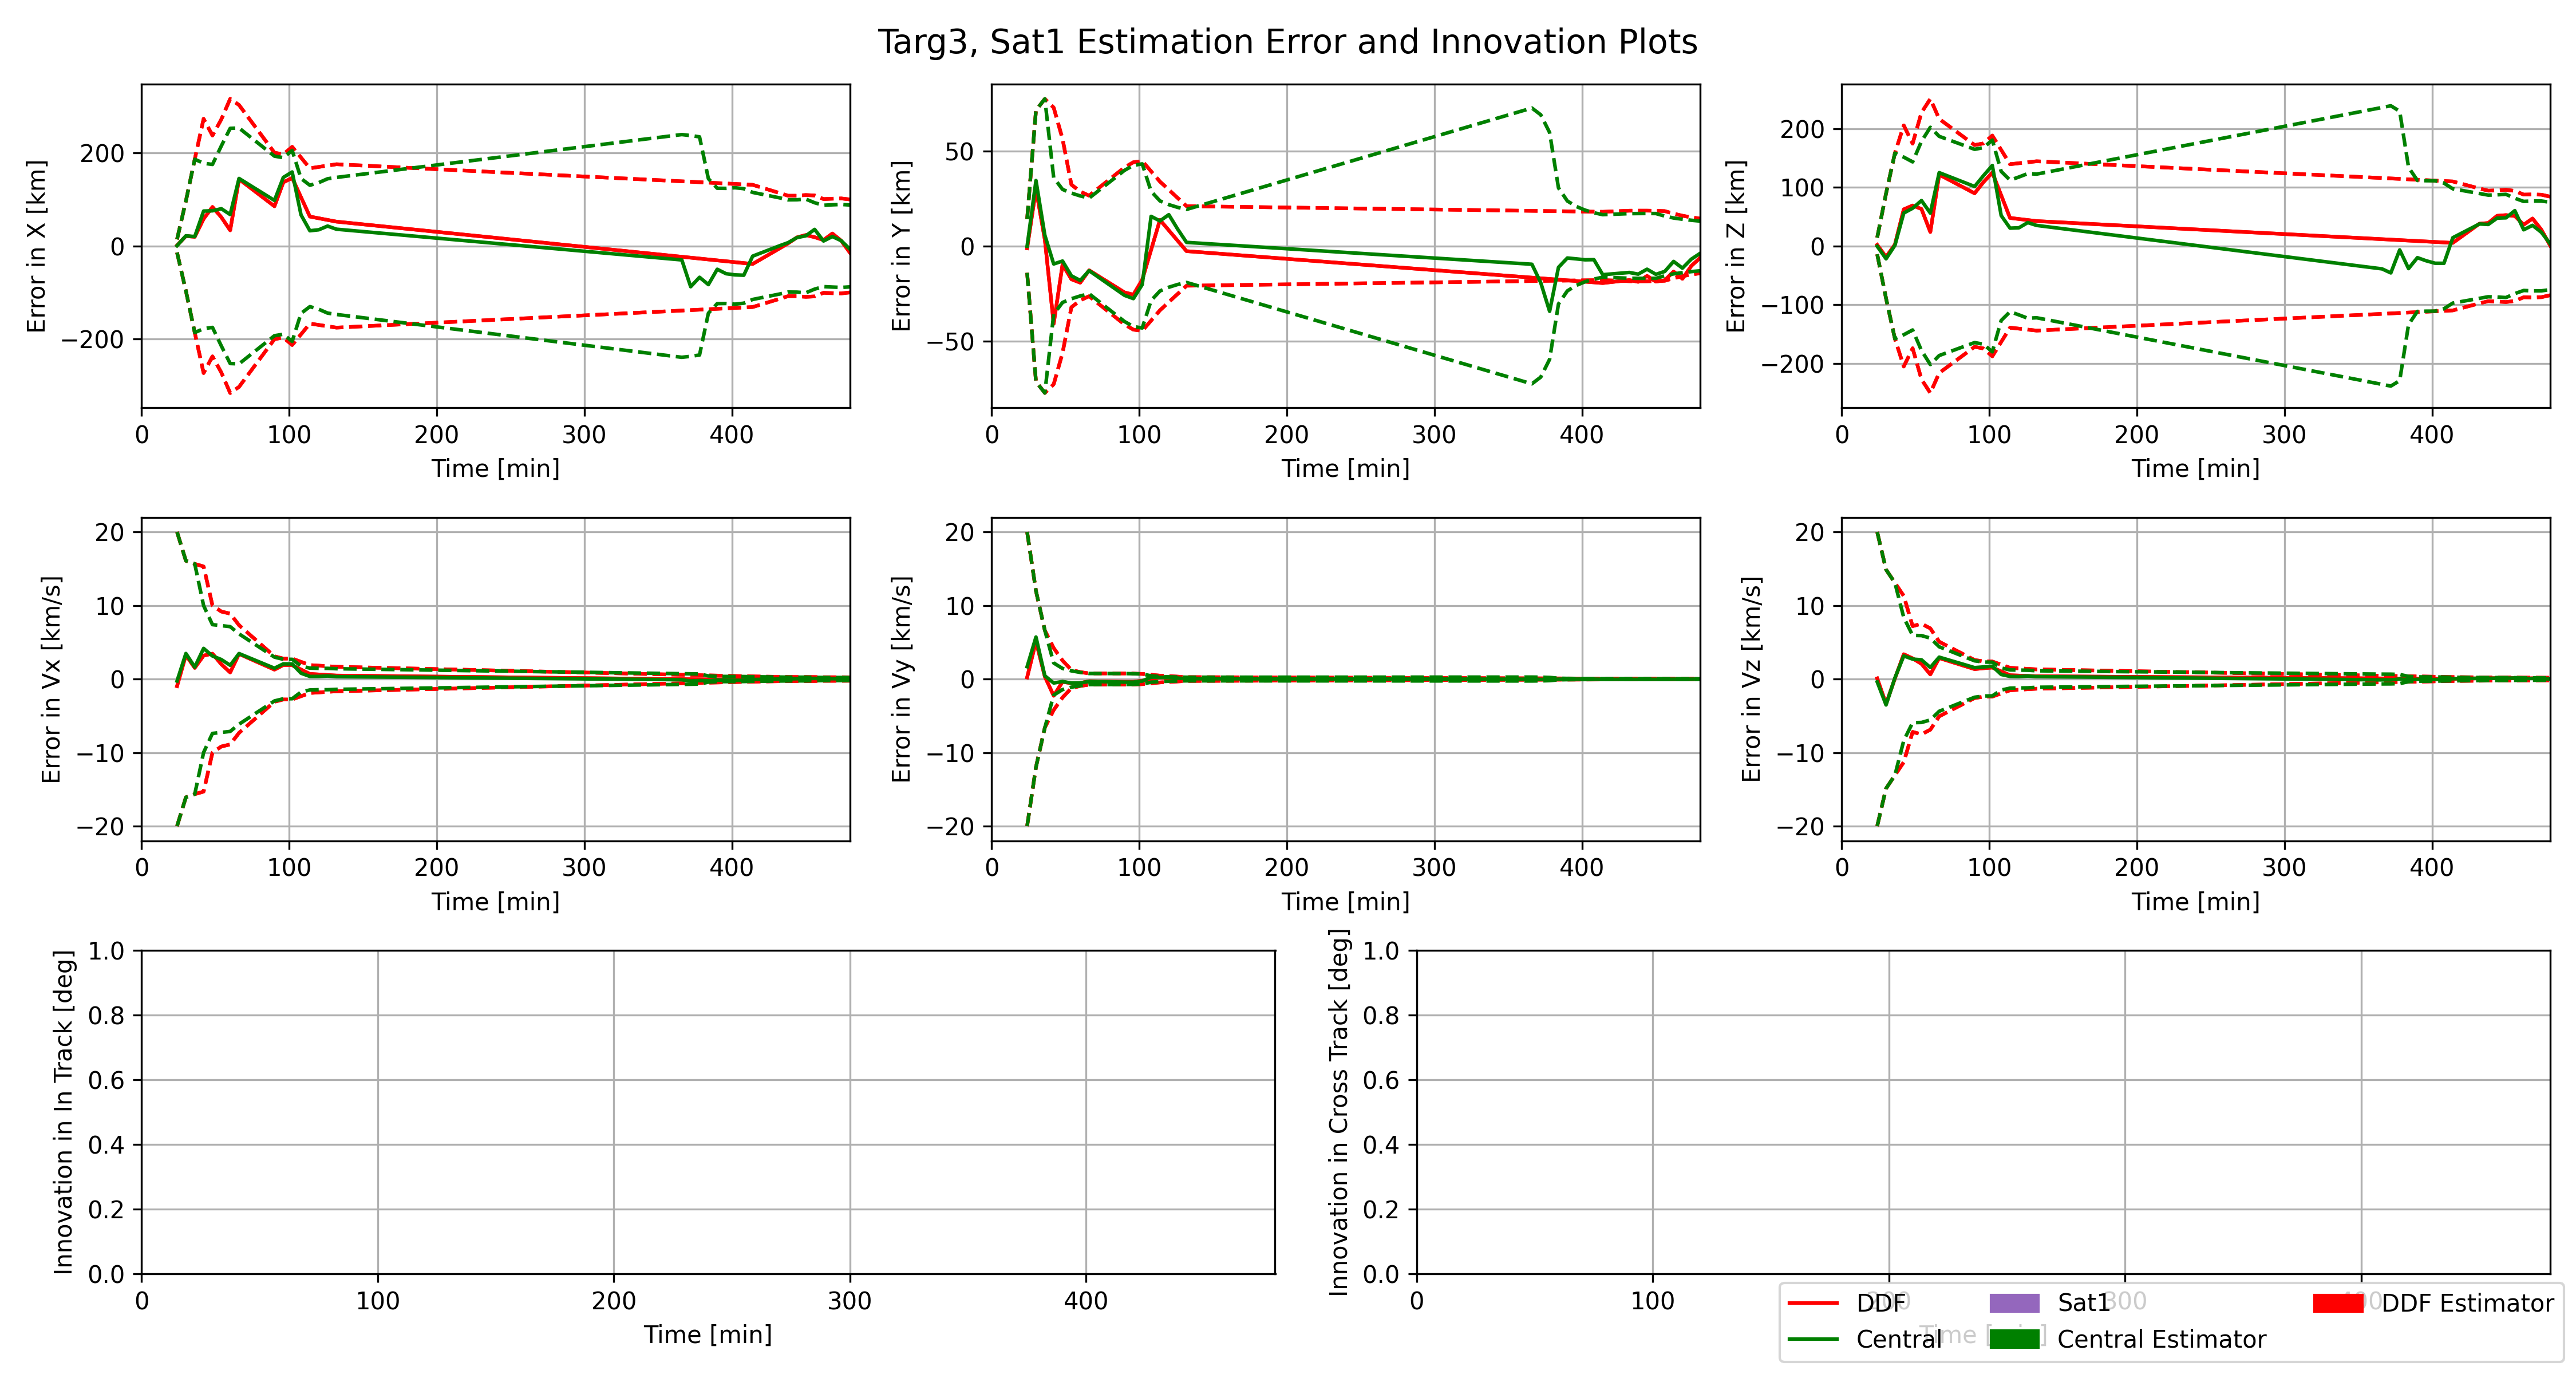 Targ3, Sat1 Estimation Error and Innovation Plots
Error in X [km]
200
0
−200
0 100 200 300 400
Time [min]
Error in Y [km]
50
0
−50
0 100 200 300 400
Time [min]
Error in Z [km]
200
100
0
−100
−200
0 100 200 300 400
Time [min]
Error in Vx [km/s]
20
10
0
−10
−20
0 100 200 300 400
Time [min]
Error in Vy [km/s]
20
10
0
−10
−20
0 100 200 300 400
Time [min]
Error in Vz [km/s]
20
10
0
−10
−20
0 100 200 300 400
Time [min]
Innovation in In Track [deg]
1.0
0.8
0.6
0.4
0.2
0.0
0 100 200 300 400
Time [min]
Innovation in Cross Track [deg]
1.0
0.8
0.6
0.4
0.2
0.0
0 100 200 300 400
Time [min]
DDF Sat1 DDF Estimator
Central Central Estimator